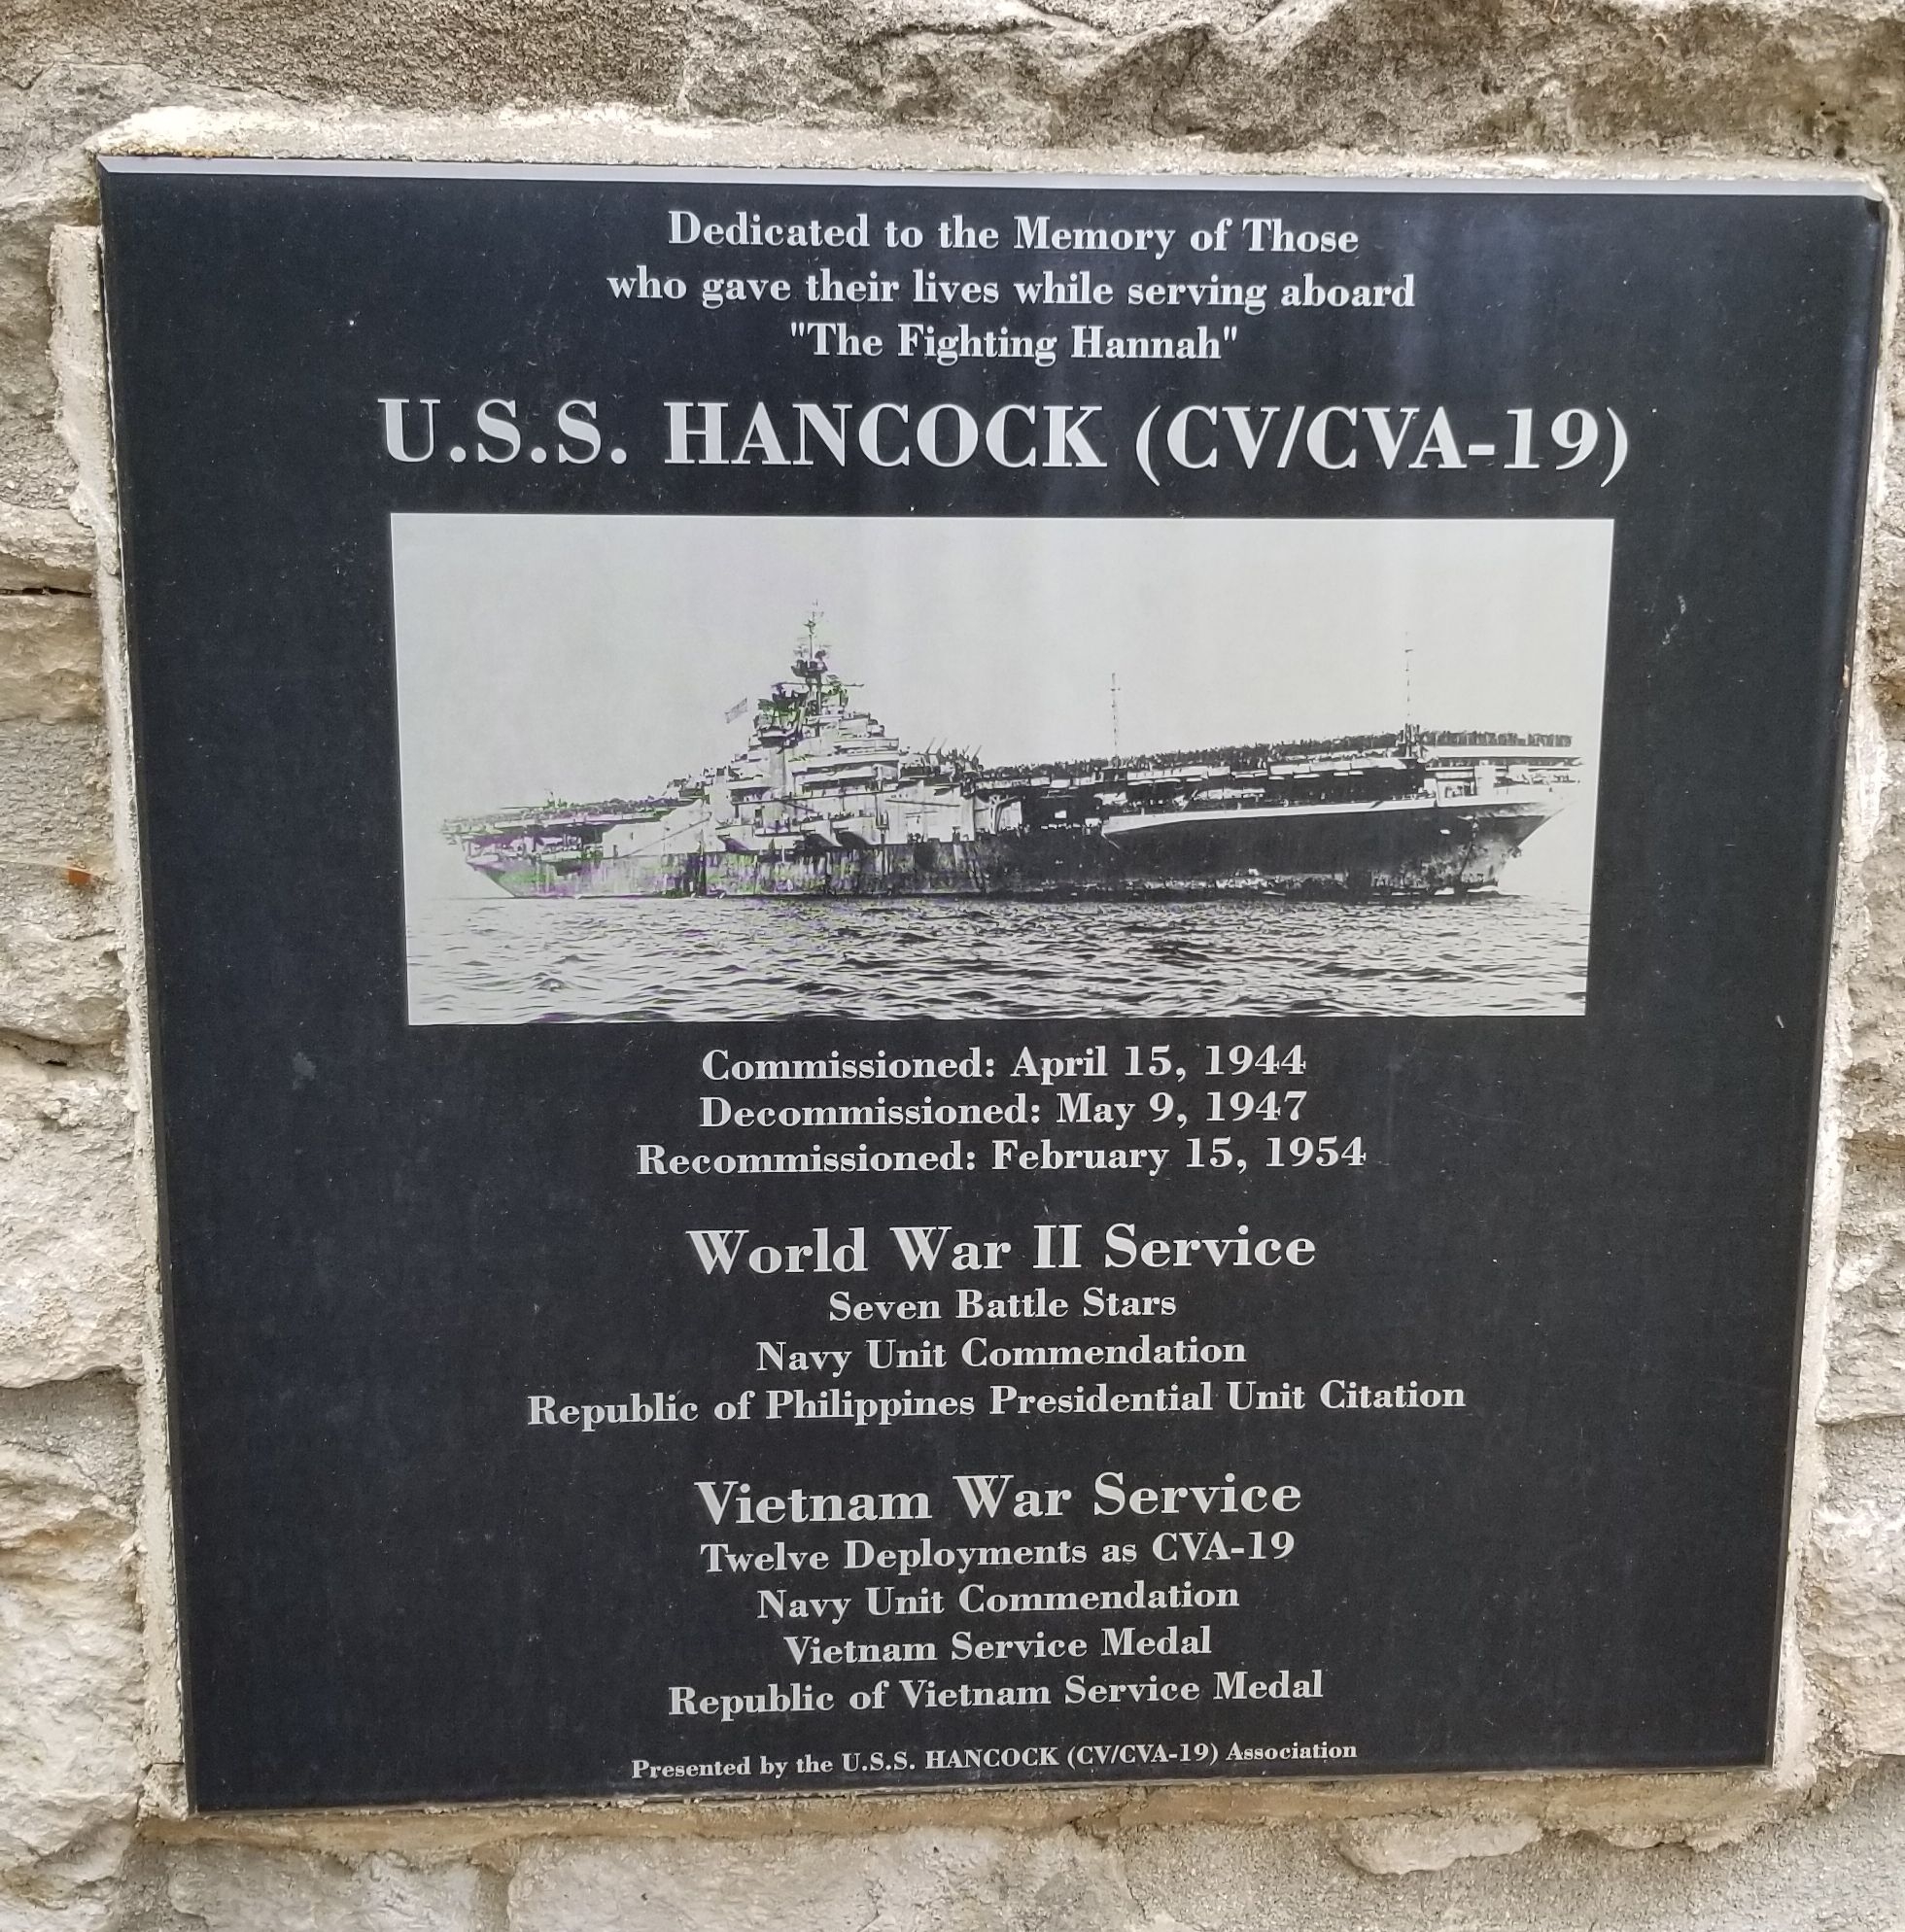 Dedicated to the Memory of Those
who gave their lives while serving aboard
"The Fighting Hannah"
U.S.S. HANCOCK (CV/CVA-19)
Commissioned: April 15, 1944
Decommissioned: May 9, 1947
Recommissioned: February 15, 1954
World War II Service
Seven Battle Stars
Navy Unit Commendation
Republic of Philippines Presidential Unit Citation
Vietnam War Service
Twelve Deployments as CVA-19
Navy Unit Commendation
Vietnam Service Medal
Republic of Vietnam Service Medal
Presented by the U.S.S. HANCOCK (CV/CVA-19) Association